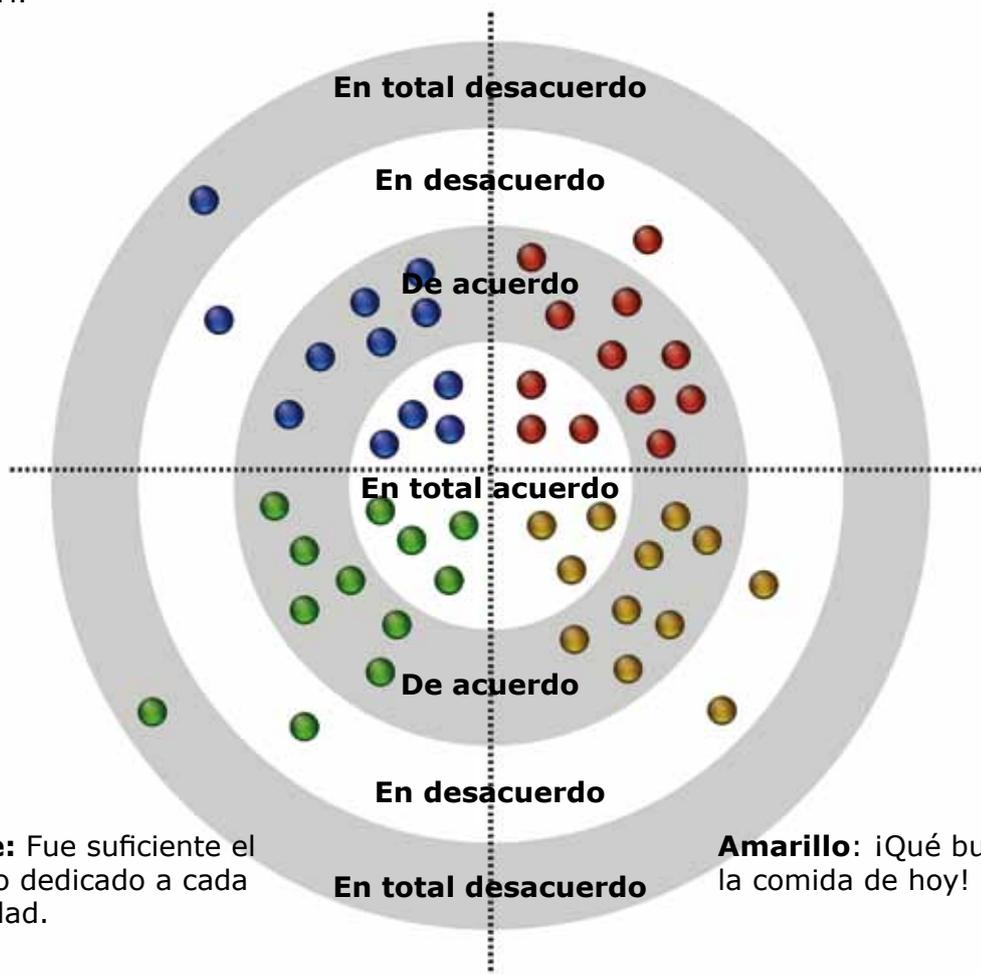 En total desacuerdo
En desacuerdo
De acuerdo
En total acuerdo
De acuerdo
En desacuerdo
En total desacuerdo
Fue suficiente el
dedicado a cada
Amarillo: ¡Qué
la comida de hoy!